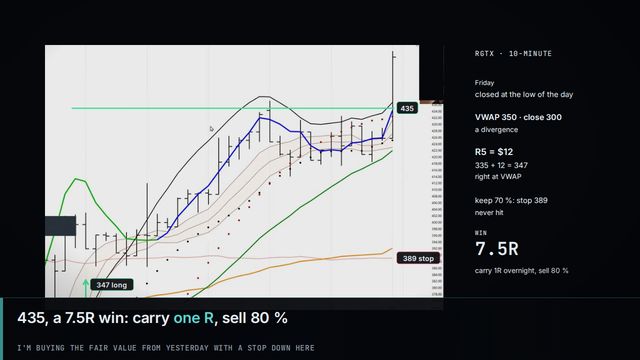 RGTX · 10-MINUTE
Friday
closed at the low of the day
VWAP 350 · close 300
a divergence
R5 = $12
335 + 12 = 347
right at VWAP
keep 70 %: stop 389
never hit
WIN
7.5R
carry 1R overnight, sell 80 %
435
389 stop
347 long
435, a 7.5R win: carry one R, sell 80 %
I'M BUYING THE FAIR VALUE FROM YESTERDAY WITH A STOP DOWN HERE